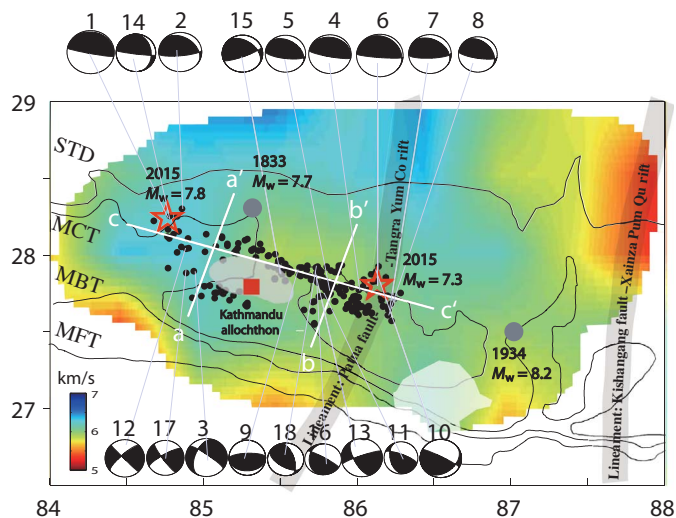 1 14 2 15 5 4 6 7 8
29
28
27
STD
MCT
MBT
MFT
2015
Mw = 7.8
1833
Mw = 7.7
a'
b'
c
2015
Mw = 7.3
c'
a
Kathmandu
allochthon
b
1934
Mw = 8.2
Lineament: Patna fault –Tangra Yum Co rift
Lineament: Kishangang fault –Xainza Pum Qu rift
km/s
7
6
5
12 17 3 9 18 16 13 11 10
84 85 86 87 88